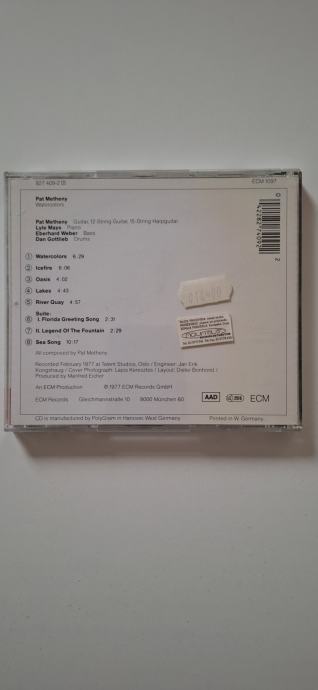 827 409-2
ECM 1097
Pat Metheny
Watercolors
Pat Metheny Guitar, 12-String Guitar, 15-String Harpguitar
Lyle Mays Piano
Eberhard Weber Bass
Dan Gottlieb Drums
1 Watercolors 6:29
2 Icefire 6:06
3 Oasis 4:02
4 Lakes 4:43
5 River Quay 4:57
Suite:
6 I. Florida Greeting Song 2:31
7 II. Legend Of The Fountain 2:29
8 Sea Song 10:17
All composed by Pat Metheny
Recorded February 1977 at Talent Studios, Oslo / Engineer: Jan Erik
Kongshaug / Cover Photograph: Lajos Keresztes / Layout: Dieter Bonhorst /
Produced by Manfred Eicher
An ECM Production ℗ 1977 ECM Records GmbH
ECM Records Gleichmannstraße 10 8000 München 60 AAD ECM
CD is manufactured by PolyGram in Hanover, West Germany Printed in W. Germany